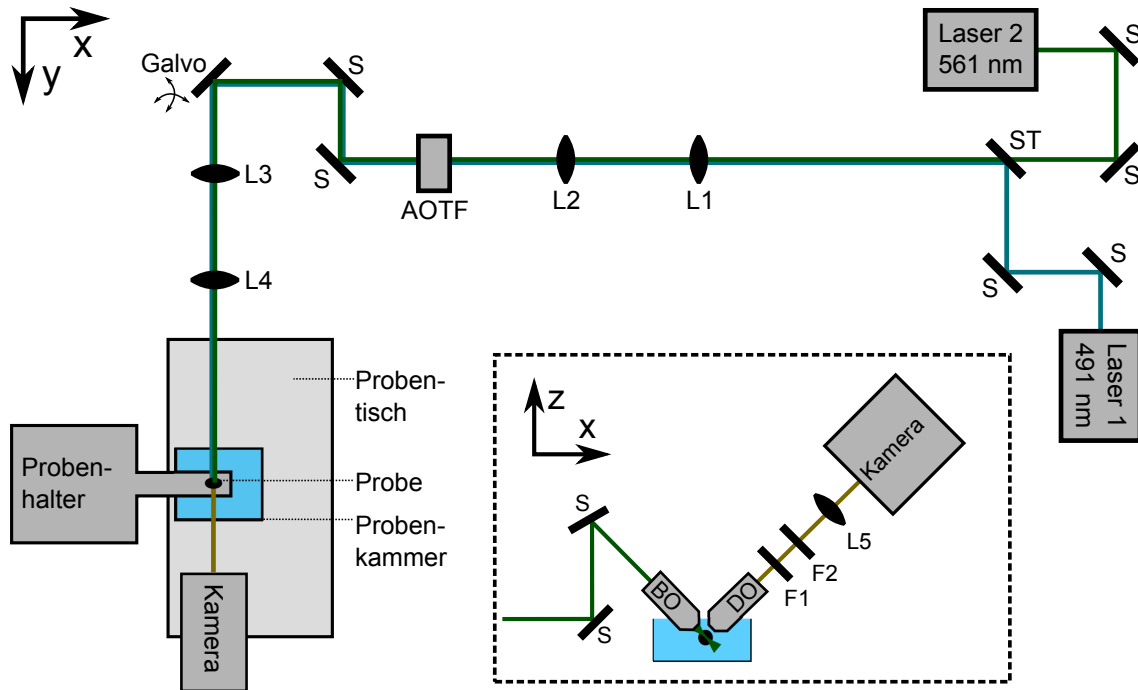 x
y
Galvo
S
S
L3
L4
AOTF
L2
L1
ST
Laser 2
561 nm
S
S
S
S
Laser 1
491 nm
Proben-
tisch
Proben-
halter
Probe
Proben-
kammer
Kamera
z
x
S
S
BO
DO
F1
F2
L5
Kamera